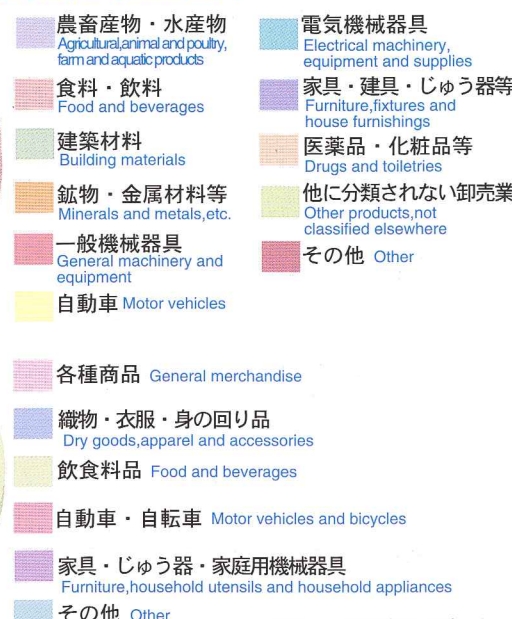 農畜産物・水産物
Agricultural,animal and poultry,
farm and aquatic products
食料・飲料
Food and beverages
建築材料
Building materials
鉱物・金属材料等
Minerals and metals,etc.
一般機械器具
General machinery and
equipment
自動車 Motor vehicles
電気機械器具
Electrical machinery,
equipment and supplies
家具・建具・じゅう器等
Furniture,fixtures and
house furnishings
医薬品・化粧品等
Drugs and toiletries
他に分類されない卸売業
Other products,not
classified elsewhere
その他 Other
各種商品 General merchandise
織物・衣服・身の回り品
Dry goods,apparel and accessories
飲食料品 Food and beverages
自動車・自転車 Motor vehicles and bicycles
家具・じゅう器・家庭用機械器具
Furniture,household utensils and household appliances
その他 Other